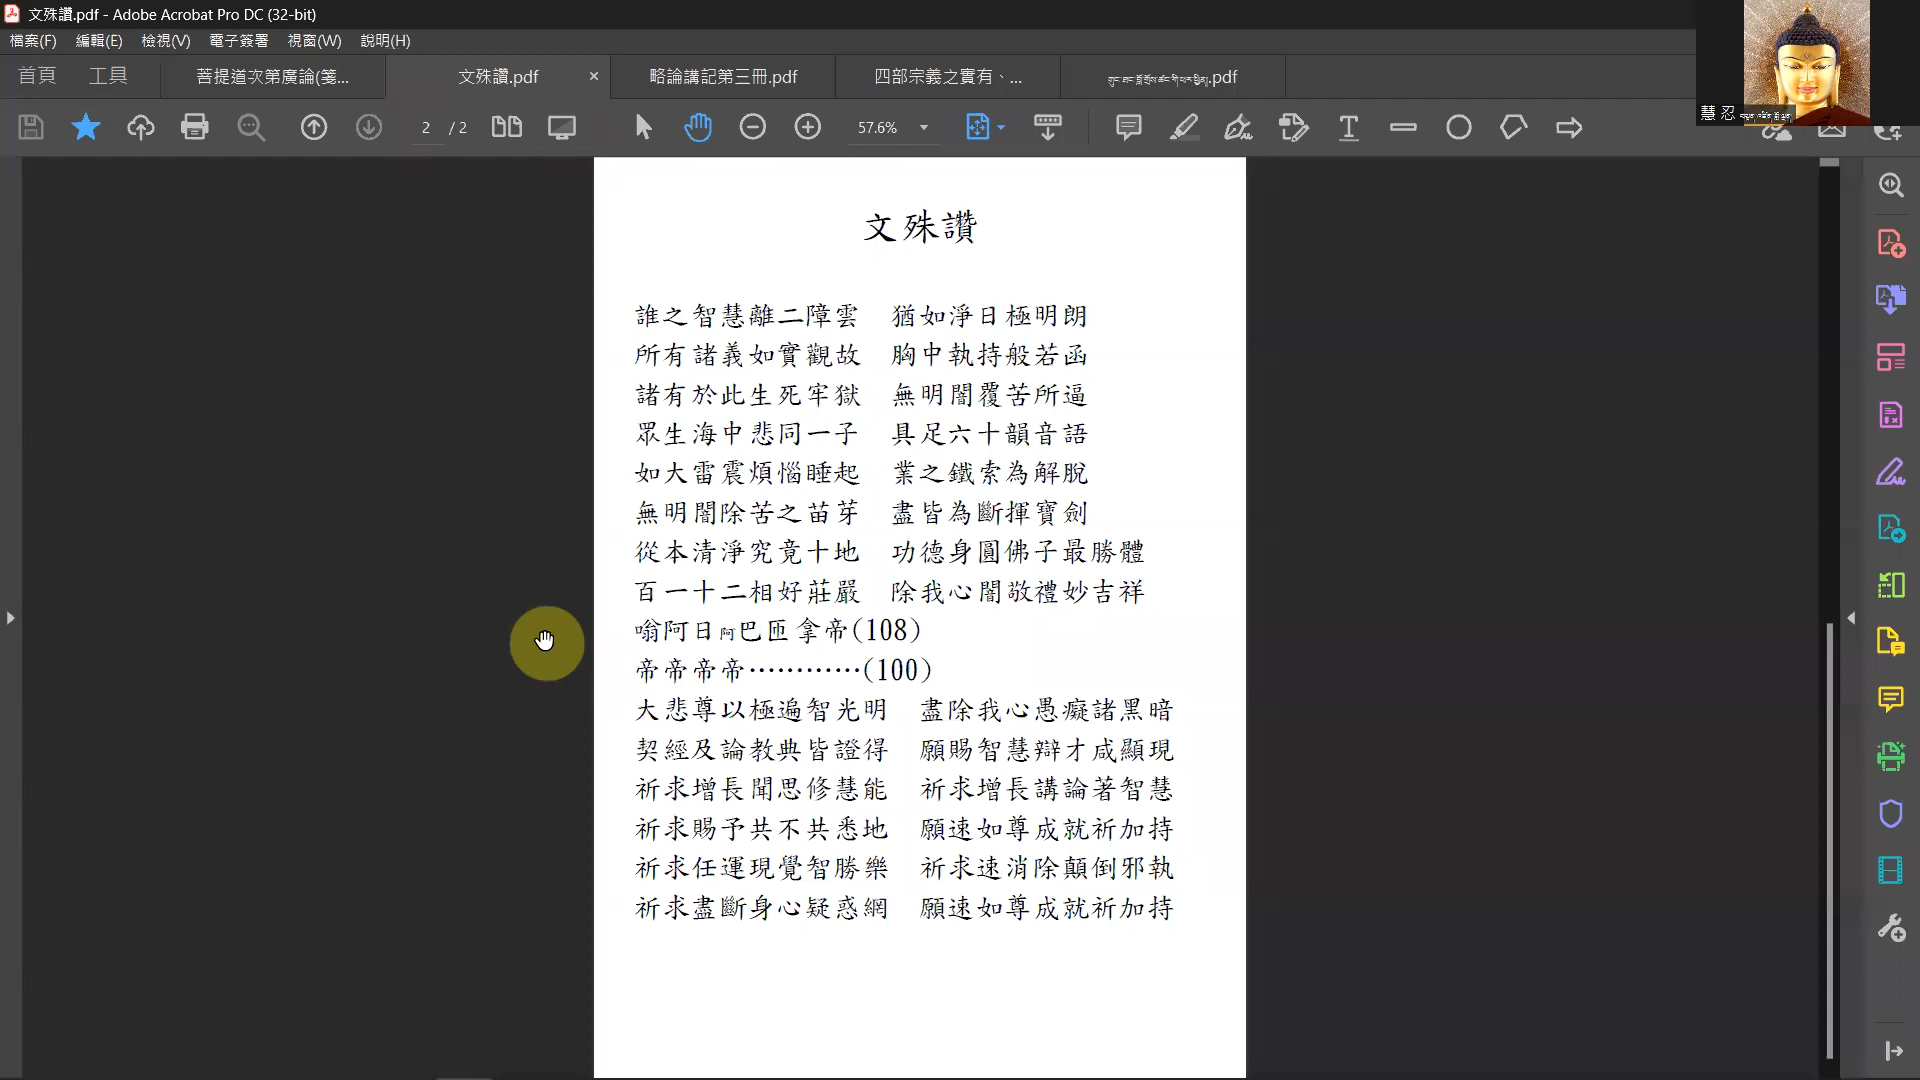 文殊讚.pdf - Adobe Acrobat Pro DC (32-bit)
檔案(F) 編輯(E) 檢視(V) 電子簽署 視窗(W) 說明(H)
首頁 工具 菩提道次第廣論(箋... 文殊讚.pdf × 略論講記第三冊.pdf 四部宗義之實有、... .pdf
2 / 2 57.6%
慧 忍
文殊讚
誰之智慧離二障雲 猶如淨日極明朗
所有諸義如實觀故 胸中執持般若函
諸有於此生死牢獄 無明闇覆苦所逼
眾生海中悲同一子 具足六十韻音語
如大雷震煩惱睡起 業之鐵索為解脫
無明闇除苦之苗芽 盡皆為斷揮寶劍
從本清淨究竟十地 功德身圓佛子最勝體
百一十二相好莊嚴 除我心闇敬禮妙吉祥
嗡阿日阿巴匝拿帝(108)
帝帝帝帝…………(100)
大悲尊以極遍智光明 盡除我心愚癡諸黑暗
契經及論教典皆證得 願賜智慧辯才咸顯現
祈求增長聞思修慧能 祈求增長講論著智慧
祈求賜予共不共悉地 願速如尊成就祈加持
祈求任運現覺智勝樂 祈求速消除顛倒邪執
祈求盡斷身心疑惑網 願速如尊成就祈加持